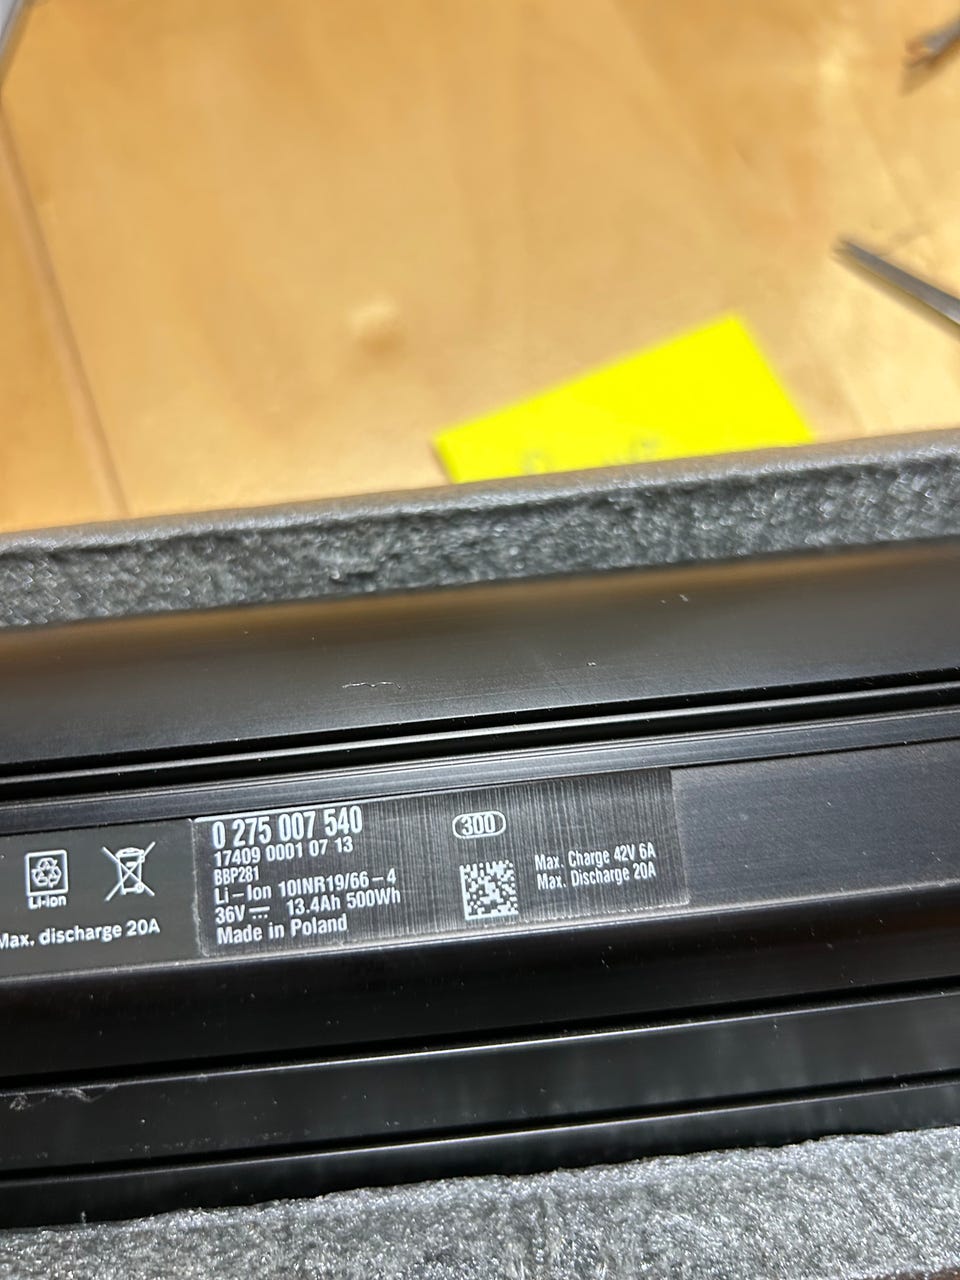 Li-Ion
Max. discharge 20A
0 275 007 540
17409 0001 07 13
BBP281
Li-Ion 10INR19/66-4
36V 13.4Ah 500Wh
Made in Poland
300
Max. Charge 42V 6A
Max. Discharge 20A